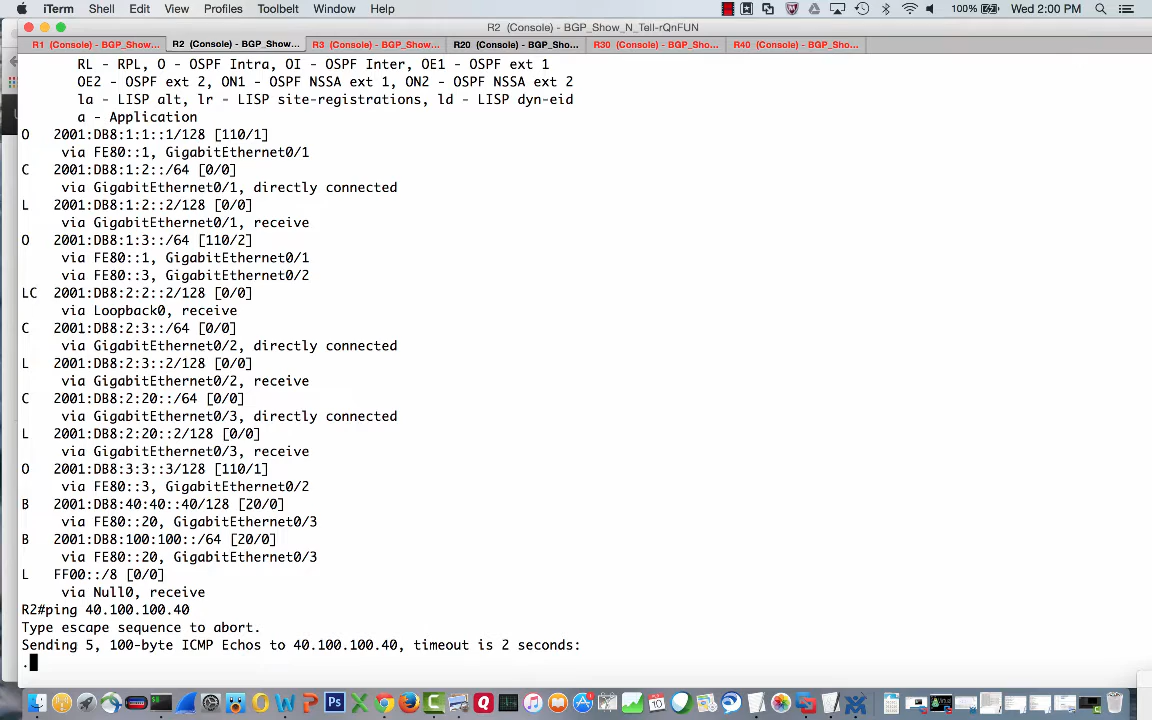 iTerm Shell Edit View Profiles Toolbelt Window Help 100% Wed 2:00 PM
R2 (Console) - BGP_Show_N_Tell-rQnFUN
R1 (Console) - BGP_Show... R2 (Console) - BGP_Show... R3 (Console) - BGP_Show... R20 (Console) - BGP_Sho... R30 (Console) - BGP_Sho... R40 (Console) - BGP_Sho...
RL - RPL, O - OSPF Intra, OI - OSPF Inter, OE1 - OSPF ext 1
OE2 - OSPF ext 2, ON1 - OSPF NSSA ext 1, ON2 - OSPF NSSA ext 2
la - LISP alt, lr - LISP site-registrations, ld - LISP dyn-eid
a - Application
O 2001:DB8:1:1::1/128 [110/1]
via FE80::1, GigabitEthernet0/1
C 2001:DB8:1:2::/64 [0/0]
via GigabitEthernet0/1, directly connected
L 2001:DB8:1:2::2/128 [0/0]
via GigabitEthernet0/1, receive
O 2001:DB8:1:3::/64 [110/2]
via FE80::1, GigabitEthernet0/1
via FE80::3, GigabitEthernet0/2
LC 2001:DB8:2:2::2/128 [0/0]
via Loopback0, receive
C 2001:DB8:2:3::/64 [0/0]
via GigabitEthernet0/2, directly connected
L 2001:DB8:2:3::2/128 [0/0]
via GigabitEthernet0/2, receive
C 2001:DB8:2:20::/64 [0/0]
via GigabitEthernet0/3, directly connected
L 2001:DB8:2:20::2/128 [0/0]
via GigabitEthernet0/3, receive
O 2001:DB8:3:3::3/128 [110/1]
via FE80::3, GigabitEthernet0/2
B 2001:DB8:40:40::40/128 [20/0]
via FE80::20, GigabitEthernet0/3
B 2001:DB8:100:100::/64 [20/0]
via FE80::20, GigabitEthernet0/3
L FF00::/8 [0/0]
via Null0, receive
R2#ping 40.100.100.40
Type escape sequence to abort.
Sending 5, 100-byte ICMP Echos to 40.100.100.40, timeout is 2 seconds:
.